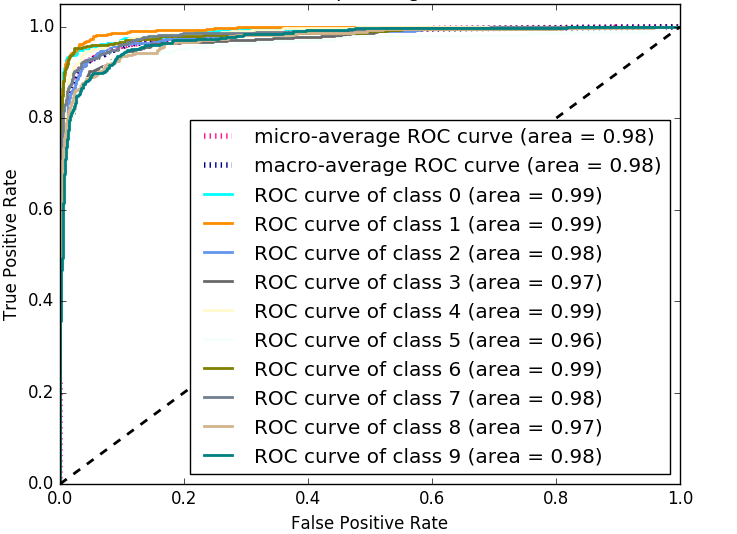 1.0
0.8
0.6
0.4
0.2
0.0
True Positive Rate
micro-average ROC curve (area = 0.98)
macro-average ROC curve (area = 0.98)
ROC curve of class 0 (area = 0.99)
ROC curve of class 1 (area = 0.99)
ROC curve of class 2 (area = 0.98)
ROC curve of class 3 (area = 0.97)
ROC curve of class 4 (area = 0.99)
ROC curve of class 5 (area = 0.96)
ROC curve of class 6 (area = 0.99)
ROC curve of class 7 (area = 0.98)
ROC curve of class 8 (area = 0.97)
ROC curve of class 9 (area = 0.98)
0.0 0.2 0.4 0.6 0.8 1.0
False Positive Rate